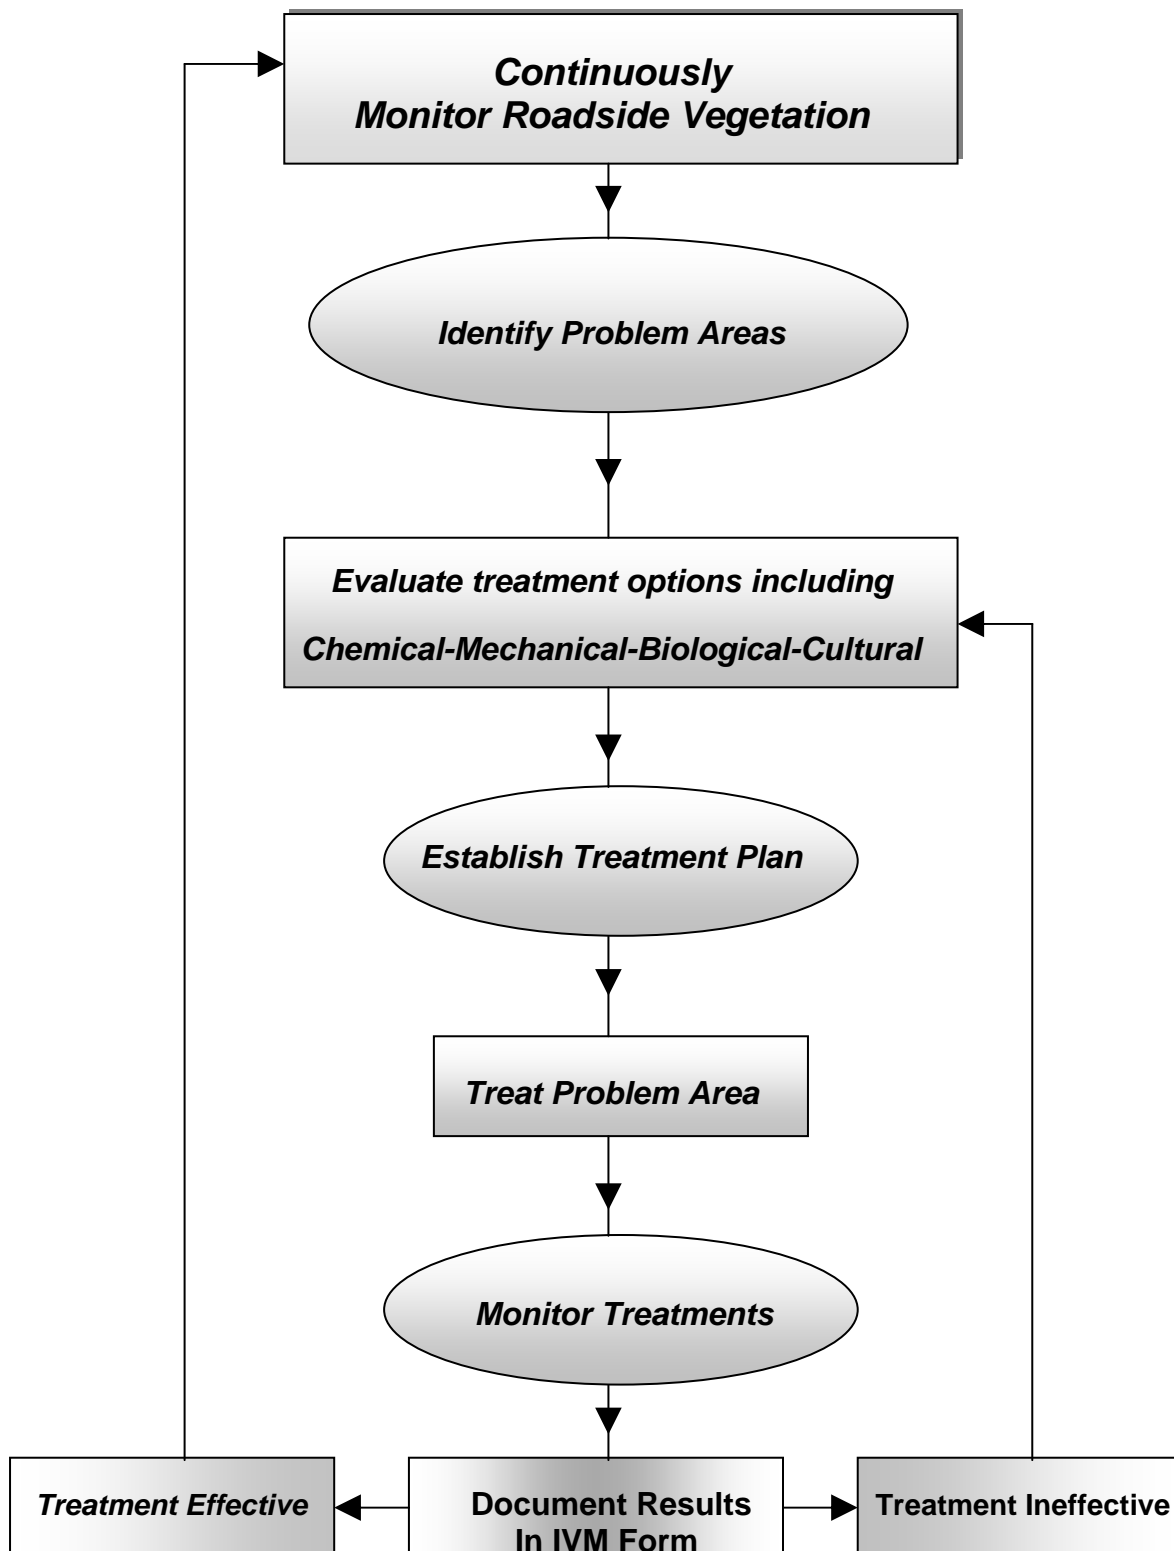 Continuously
Monitor Roadside Vegetation
Identify Problem Areas
Evaluate treatment options including
Chemical-Mechanical-Biological-Cultural
Establish Treatment Plan
Treat Problem Area
Monitor Treatments
Treatment Effective
Document Results
In IVM Form
Treatment Ineffective